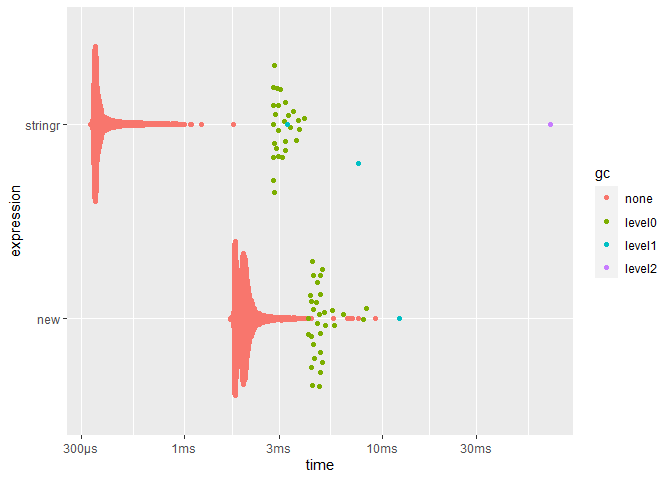 expression
stringr
new
300µs
1ms
3ms
10ms
30ms
time
gc
none
level0
level1
level2